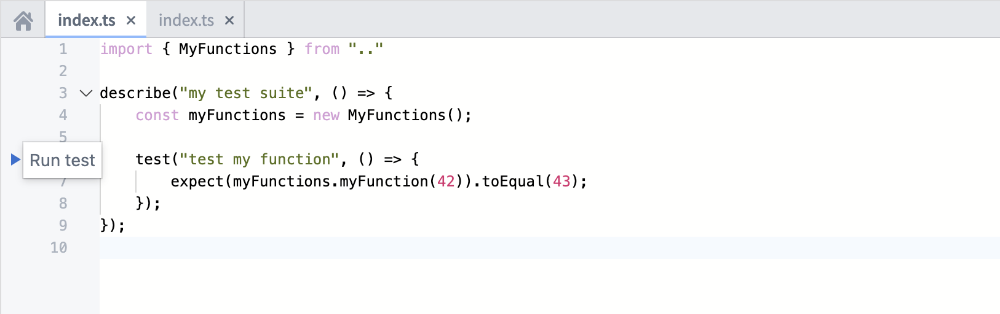 index.ts × index.ts ×
1 import { MyFunctions } from ".."
2
3 describe("my test suite", () => {
4 const myFunctions = new MyFunctions();
5
Run test test("test my function", () => {
7 expect(myFunctions.myFunction(42)).toEqual(43);
8 });
9 });
10